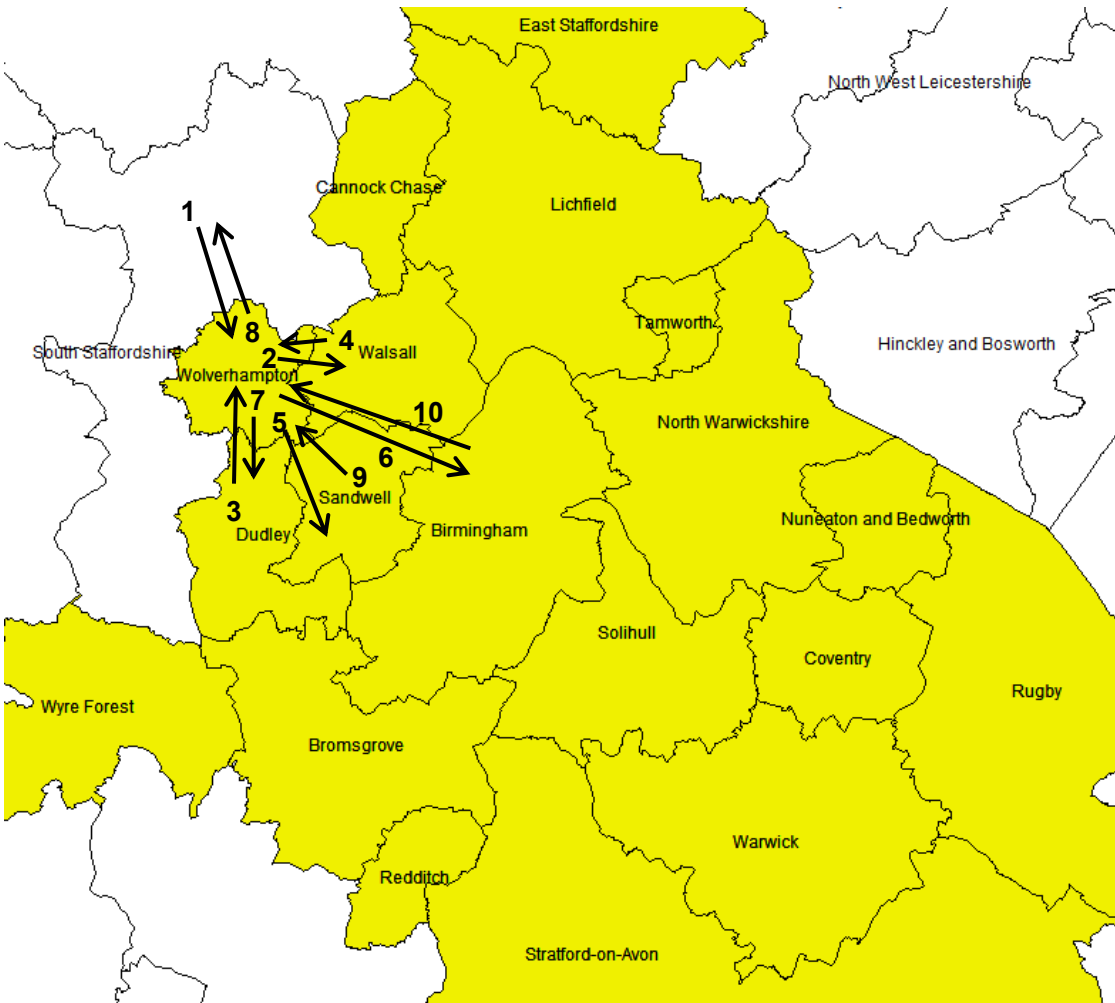 East Staffordshire
North West Leicestershire
Cannock Chase
Lichfield
1
8
Tamworth
4
2
South Staffordshire
Walsall
Hinckley and Bosworth
Wolverhampton
7
10
5
North Warwickshire
6
9
Sandwell
3
Dudley
Birmingham
Nuneaton and Bedworth
Solihull
Coventry
Rugby
Wyre Forest
Bromsgrove
Warwick
Redditch
Stratford-on-Avon